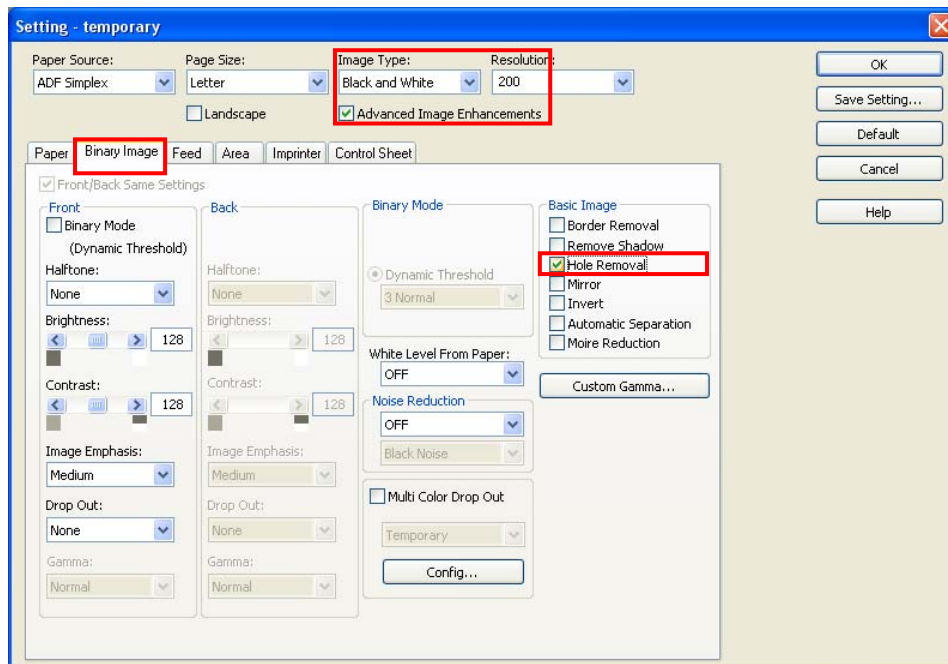 Setting - temporary
Paper Source: Page Size: Image Type: Resolution:
ADF Simplex Letter Black and White 200 OK
Landscape Advanced Image Enhancements Save Setting...
Default
Paper Binary Image Feed Area Imprinter Control Sheet
Cancel
Front/Back Same Settings
Help
Front
Binary Mode
(Dynamic Threshold)
Halftone:
None
Brightness:
128
Contrast:
128
Image Emphasis:
Medium
Drop Out:
None
Gamma:
Normal
Back
Halftone:
None
Brightness:
128
Contrast:
128
Image Emphasis:
Medium
Drop Out:
None
Gamma:
Normal
Binary Mode
Dynamic Threshold
3 Normal
White Level From Paper:
OFF
Noise Reduction
OFF
Black Noise
Multi Color Drop Out
Temporary
Config...
Basic Image
Border Removal
Remove Shadow
Hole Removal
Mirror
Invert
Automatic Separation
Moire Reduction
Custom Gamma...